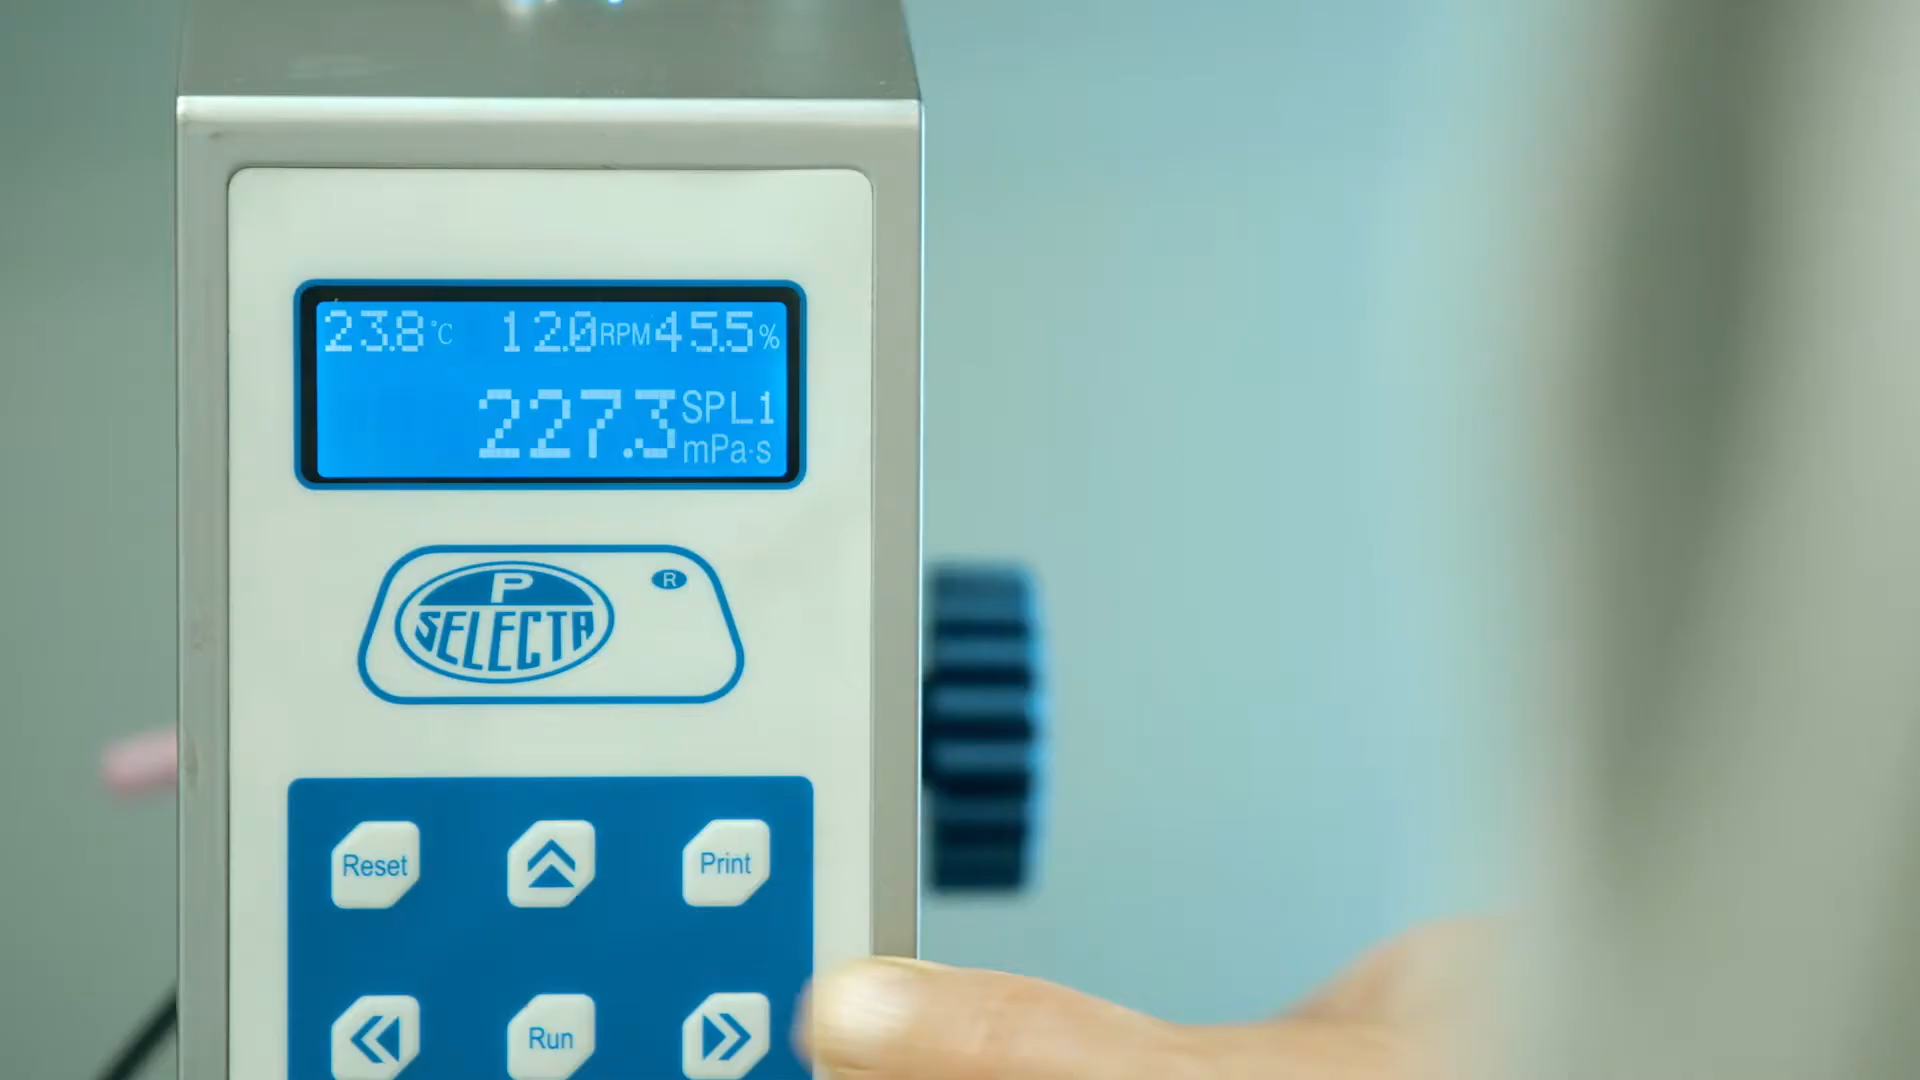 23.8°C 12.0RPM 45.5%
227.3 SPL1
mPa·s
P
SELECTA
®
Reset
Print
Run